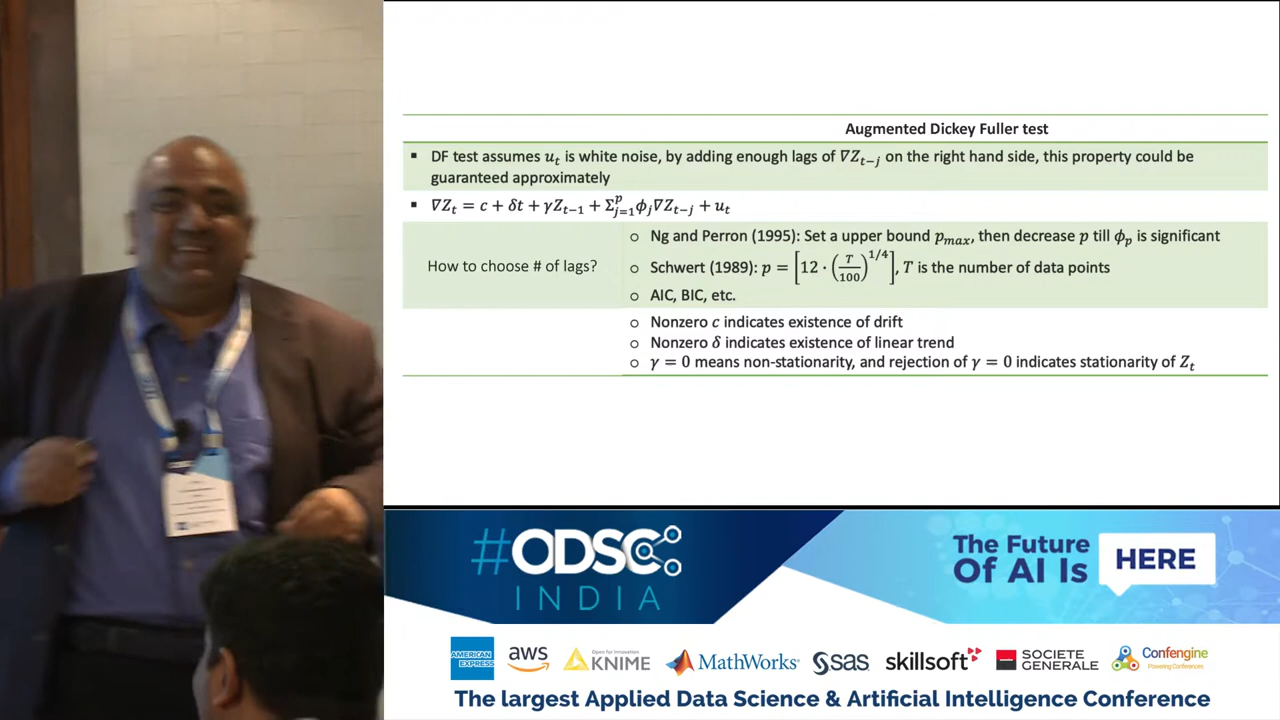 Augmented Dickey Fuller test
▪ DF test assumes 𝑢ₜ is white noise, by adding enough lags of ∇𝑍ₜ₋ⱼ on the right hand side, this property could be
guaranteed approximately
▪ ∇𝑍ₜ = 𝑐 + 𝛿𝑡 + 𝛾𝑍ₜ₋₁ + Σⱼ₌₁ᵖ 𝜙ⱼ∇𝑍ₜ₋ⱼ + 𝑢ₜ
How to choose # of lags?
○ Ng and Perron (1995): Set a upper bound 𝑝ₘₐₓ, then decrease 𝑝 till 𝜙ₚ is significant
○ Schwert (1989): 𝑝 = [12 · (𝑇/100)^1/4], 𝑇 is the number of data points
○ AIC, BIC, etc.
○ Nonzero 𝑐 indicates existence of drift
○ Nonzero 𝛿 indicates existence of linear trend
○ 𝛾 = 0 means non-stationarity, and rejection of 𝛾 = 0 indicates stationarity of 𝑍ₜ
#ODSC
INDIA
The Future
Of AI Is
HERE
AMERICAN
EXPRESS
aws
Open for Innovation
KNIME
MathWorks®
sas
skillsoft
SOCIETE
GENERALE
Confengine
Powering Conferences
The largest Applied Data Science & Artificial Intelligence Conference